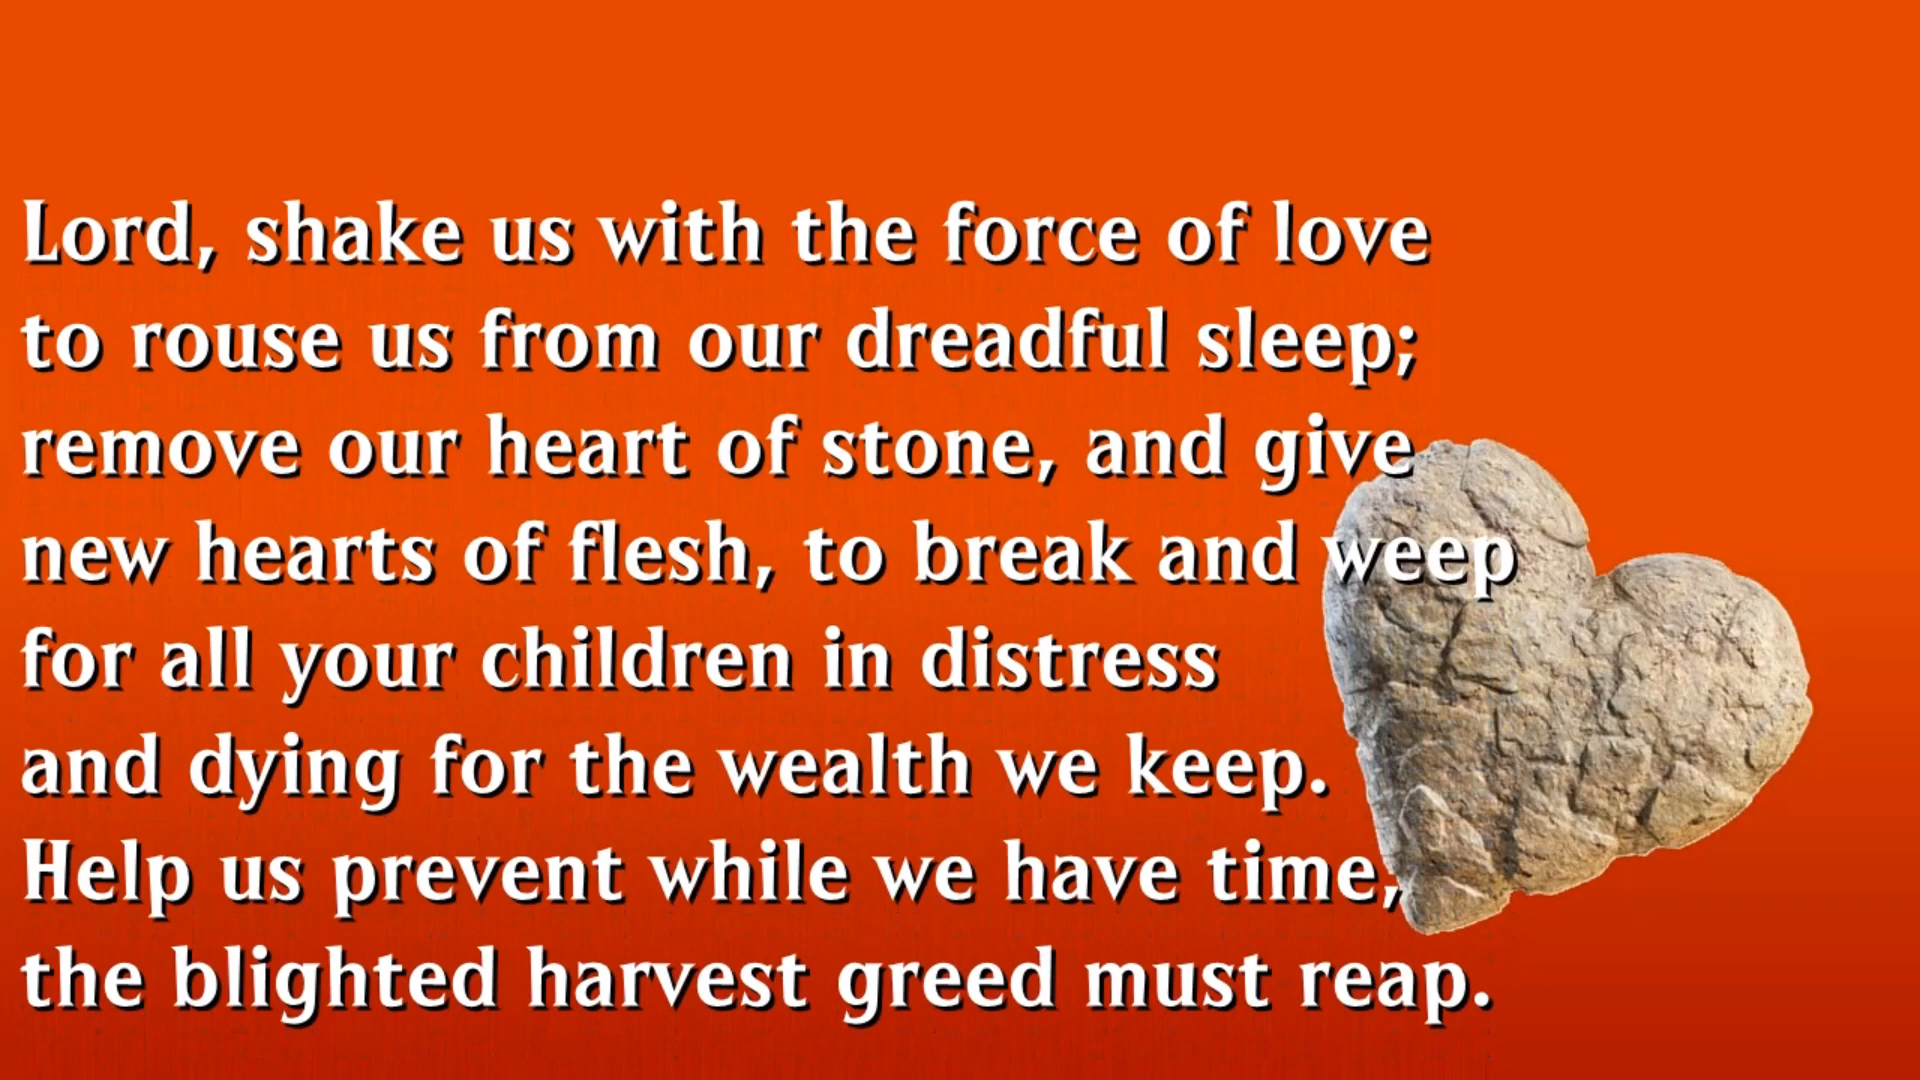 Lord, shake us with the force of love
to rouse us from our dreadful sleep;
remove our heart of stone, and give
new hearts of flesh, to break and weep
for all your children in distress
and dying for the wealth we keep.
Help us prevent while we have time,
the blighted harvest greed must reap.